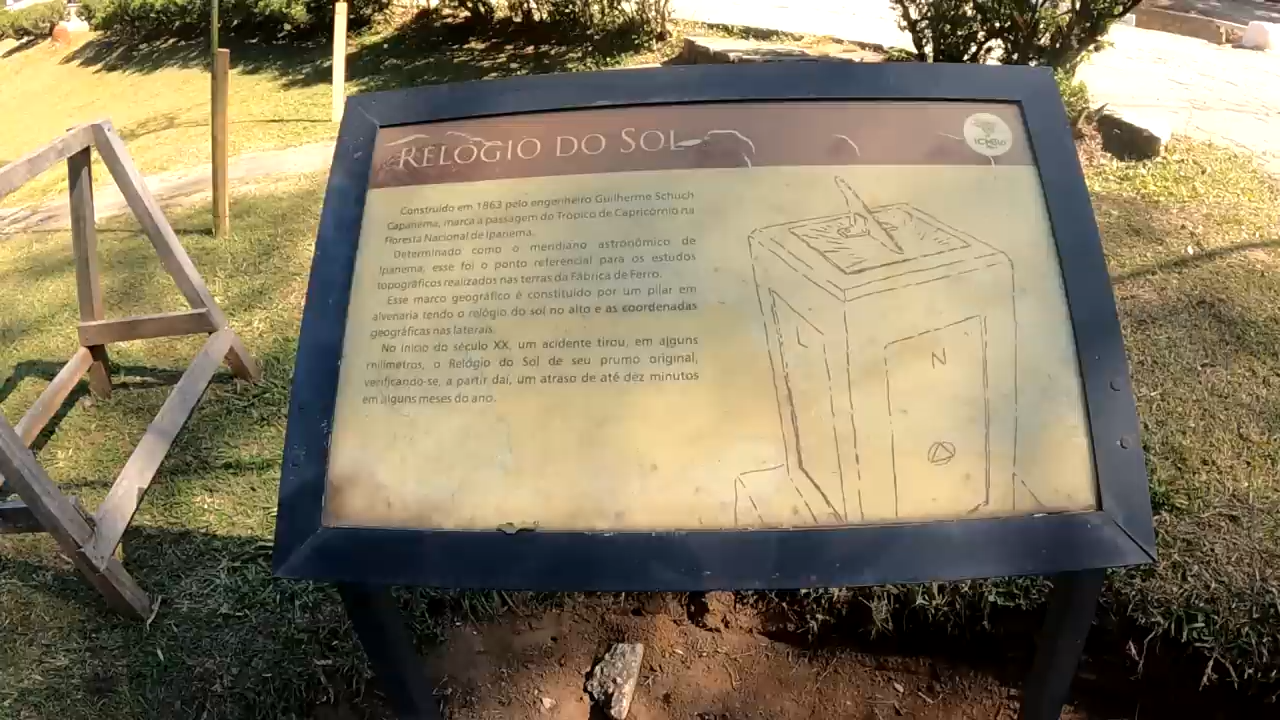 RELÓGIO DO SOL
ICMBio
Construído em 1863 pelo engenheiro Guilherme Schuch
Capanema, marca a passagem do Trópico de Capricórnio na
Floresta Nacional de Ipanema.
Determinado como o meridiano astronômico de
Ipanema, esse foi o ponto referencial para os estudos
topográficos realizados nas terras da Fábrica de Ferro.
Esse marco geográfico é constituído por um pilar em
alvenaria tendo o relógio do sol no alto e as coordenadas
geográficas nas laterais.
No início do século XX, um acidente tirou, em alguns
milímetros, o Relógio do Sol de seu prumo original,
verificando-se, a partir daí, um atraso de até dez minutos
em alguns meses do ano.
N